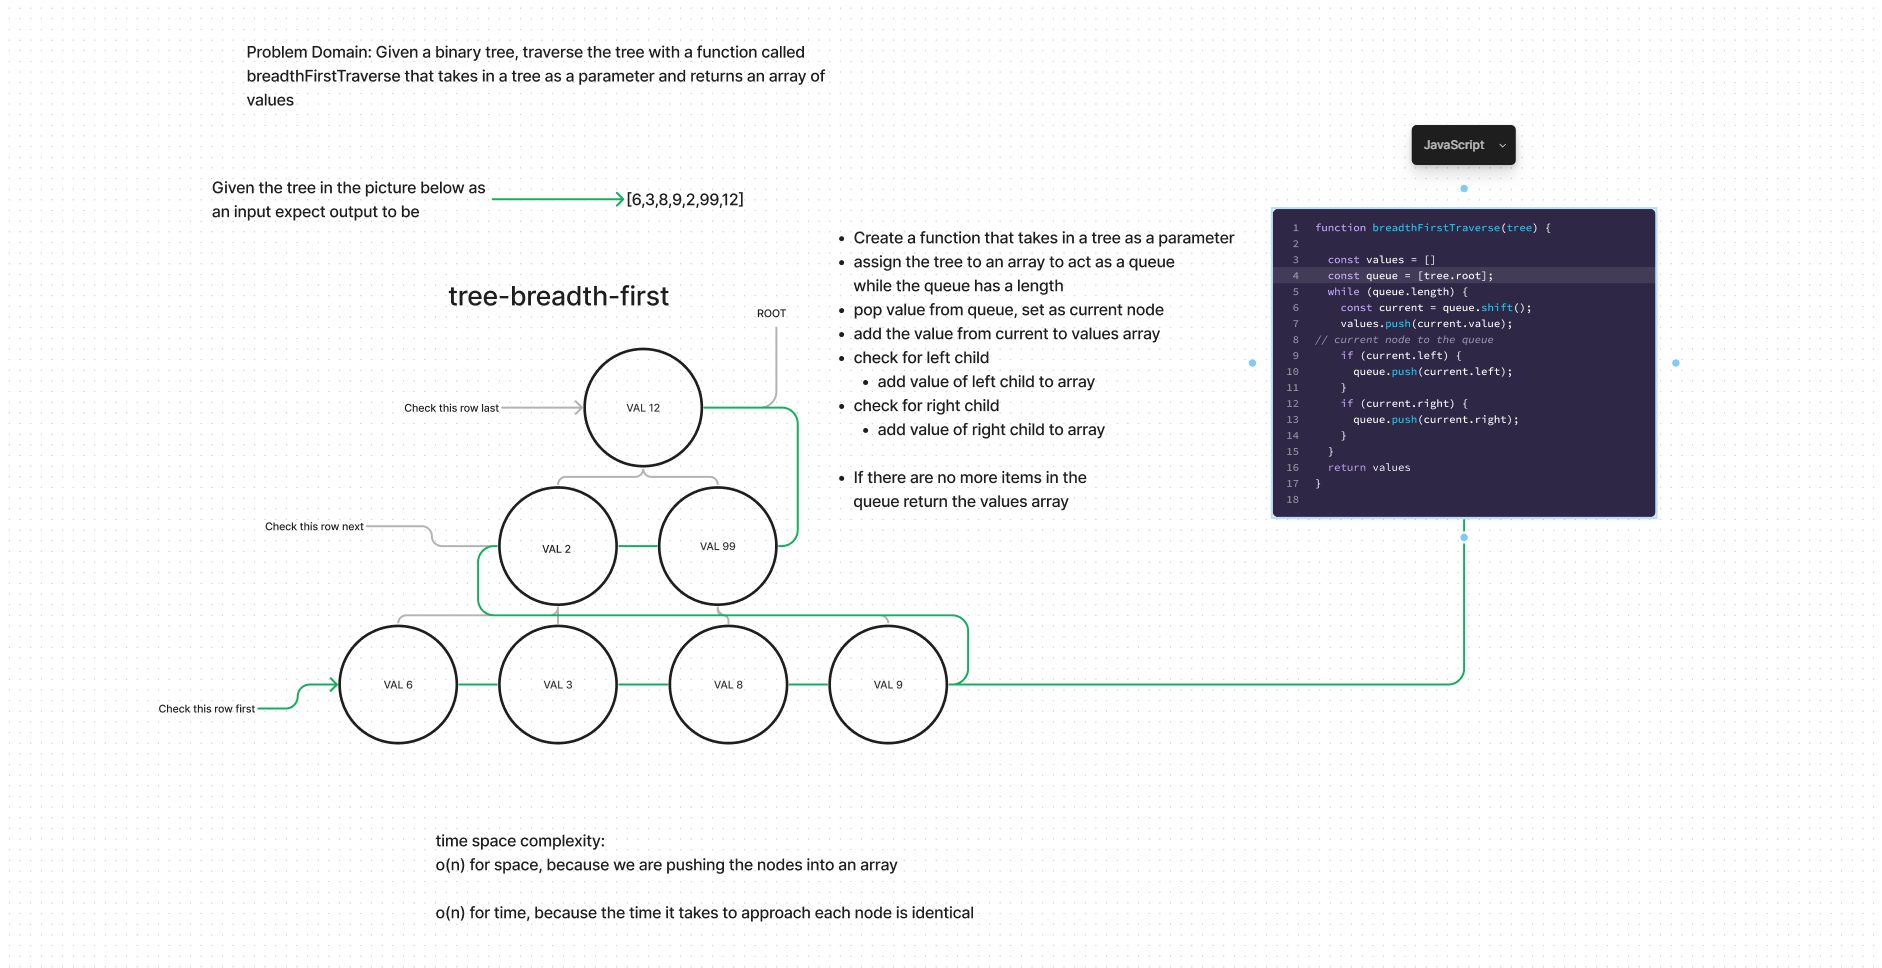 Problem Domain: Given a binary tree, traverse the tree with a function called
breadthFirstTraverse that takes in a tree as a parameter and returns an array of
values
Given the tree in the picture below as
an input expect output to be
[6,3,8,9,2,99,12]
tree-breadth-first
ROOT
Check this row last
VAL 12
Check this row next
VAL 2
VAL 99
VAL 6
VAL 3
VAL 8
VAL 9
Check this row first
• Create a function that takes in a tree as a parameter
• assign the tree to an array to act as a queue
while the queue has a length
• pop value from queue, set as current node
• add the value from current to values array
• check for left child
• add value of left child to array
• check for right child
• add value of right child to array
• If there are no more items in the
queue return the values array
JavaScript
1 function breadthFirstTraverse(tree) {
2
3 const values = []
4 const queue = [tree.root];
5 while (queue.length) {
6 const current = queue.shift();
7 values.push(current.value);
8 // current node to the queue
9 if (current.left) {
10 queue.push(current.left);
11 }
12 if (current.right) {
13 queue.push(current.right);
14 }
15 }
16 return values
17 }
18
time space complexity:
o(n) for space, because we are pushing the nodes into an array
o(n) for time, because the time it takes to approach each node is identical